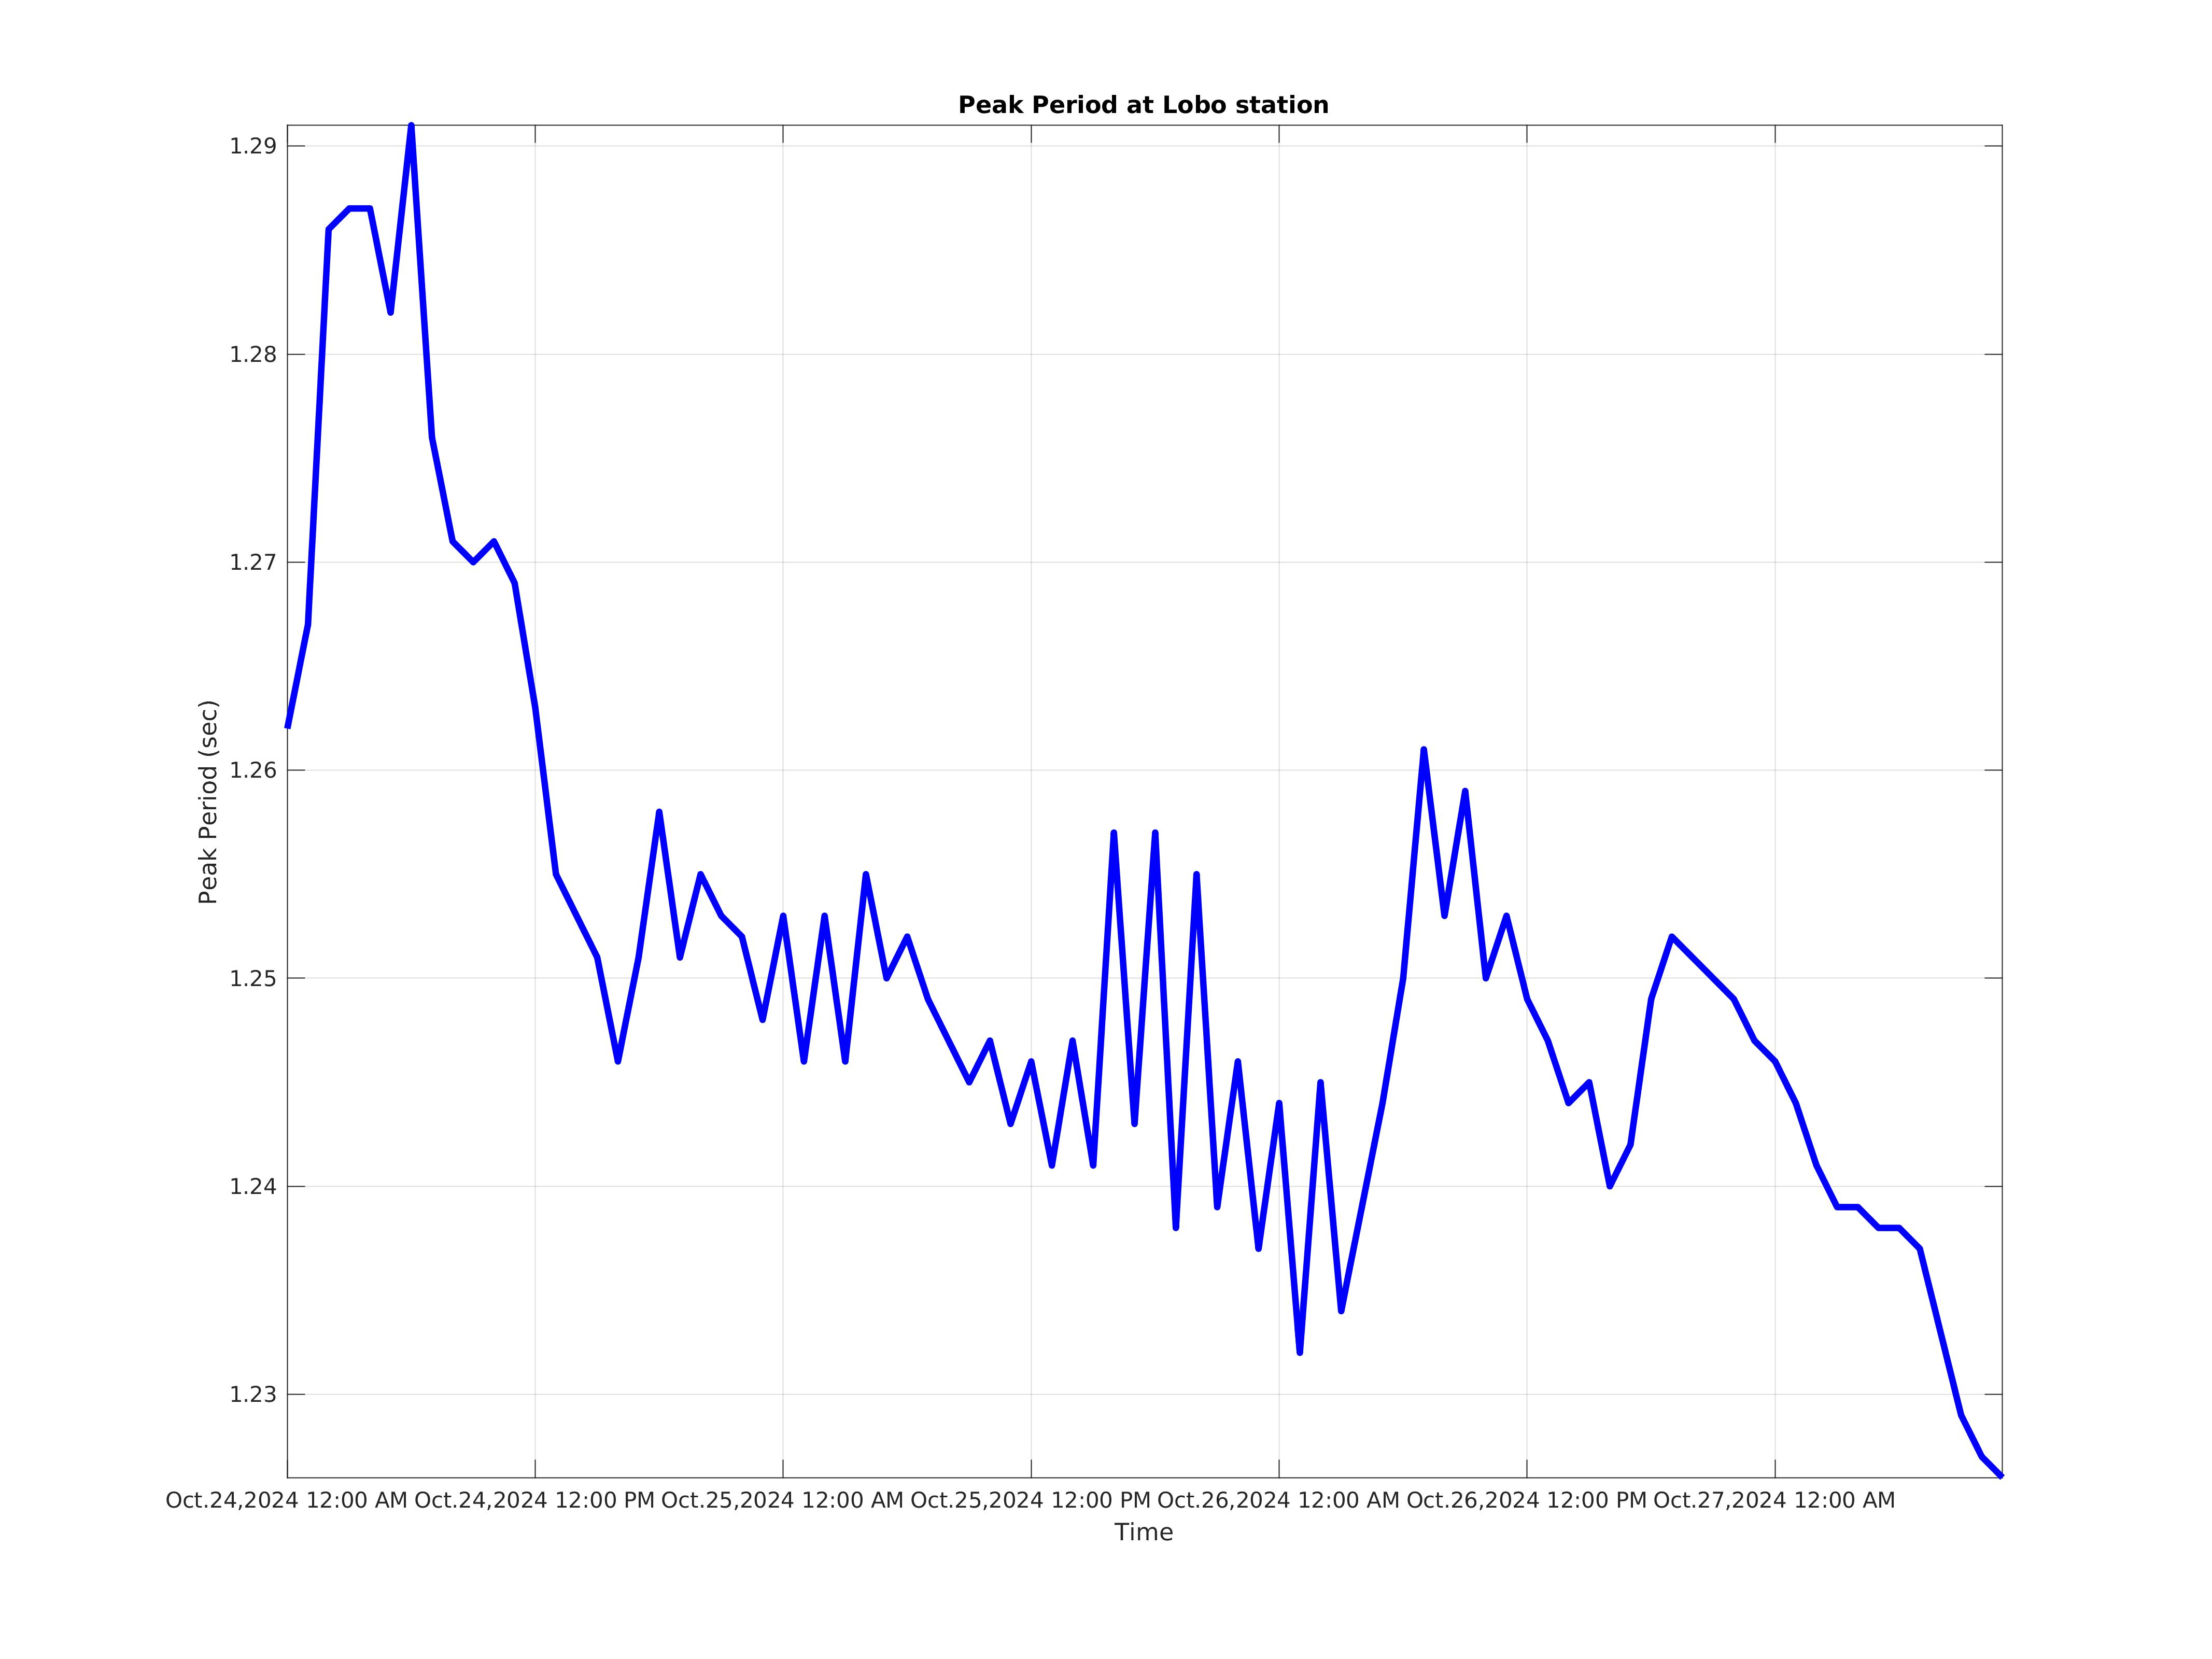 Peak Period at Lobo station
1.29
1.28
1.27
1.26
1.25
1.24
1.23
Peak Period (sec)
Oct.24,2024 12:00 AM Oct.24,2024 12:00 PM Oct.25,2024 12:00 AM Oct.25,2024 12:00 PM Oct.26,2024 12:00 AM Oct.26,2024 12:00 PM Oct.27,2024 12:00 AM
Time